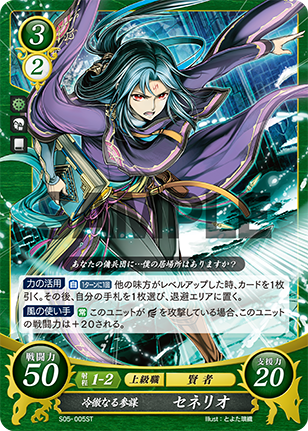 3
2
SAMPLE
あなたの傭兵団に…僕の居場所はありますか?
力の活用 自 1ターンに1回 他の味方がレベルアップした時、カードを1枚
引く。その後、自分の手札を1枚選び、退避エリアに置く。
風の使い手 常 このユニットが を攻撃している場合、このユニット
の戦闘力は+20される。
戦闘力 50
射程 1-2 上級職 賢者
支援力 20
冷徹なる参謀 セネリオ
S05-005ST Illust:とよた瑣織